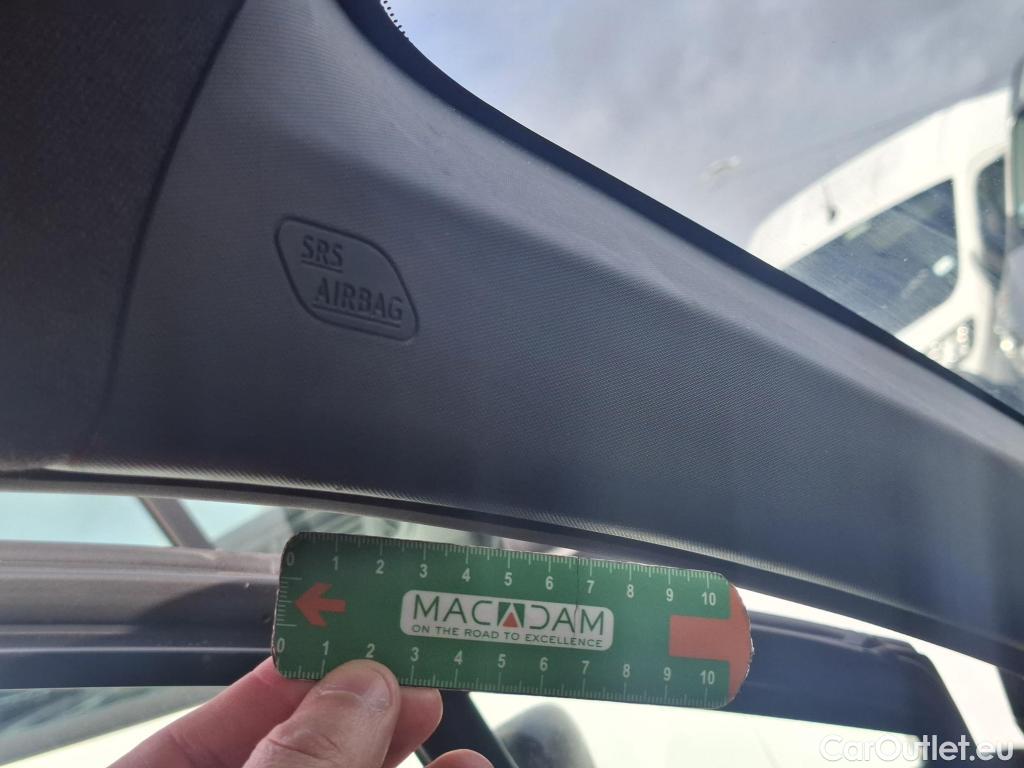 SRS
AIRBAG
0 1 2 3 4 5 6 7 8 9 10
MACADAM
ON THE ROAD TO EXCELLENCE
0 1 2 3 4 5 6 7 8 9 10
CarOutlet.eu